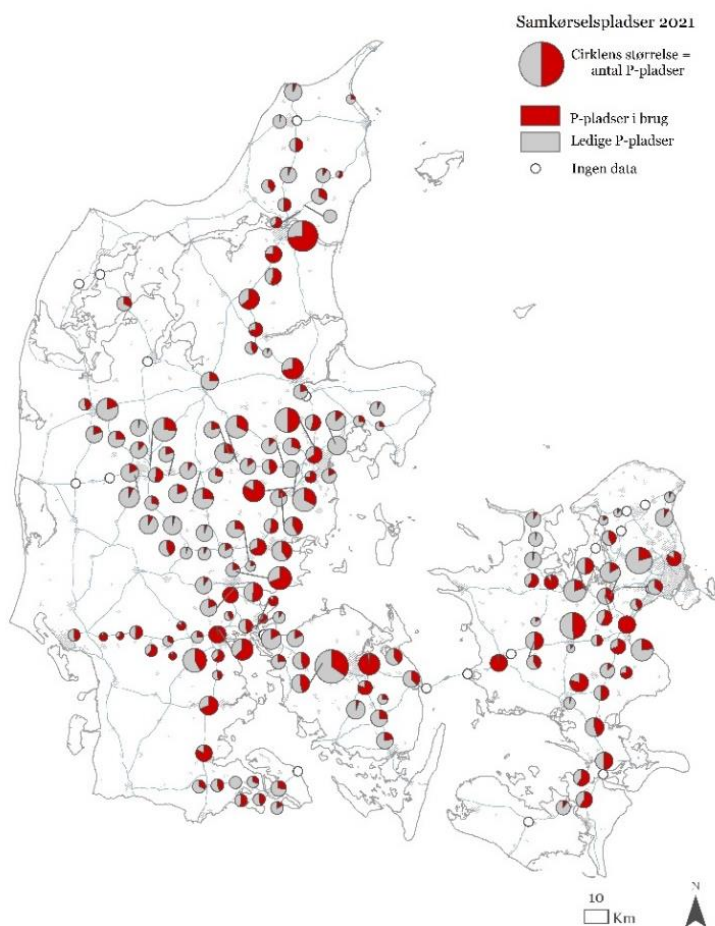 Samkørselspladser 2021
Cirklens størrelse =
antal P-pladser
P-pladser i brug
Ledige P-pladser
Ingen data
10
Km
N